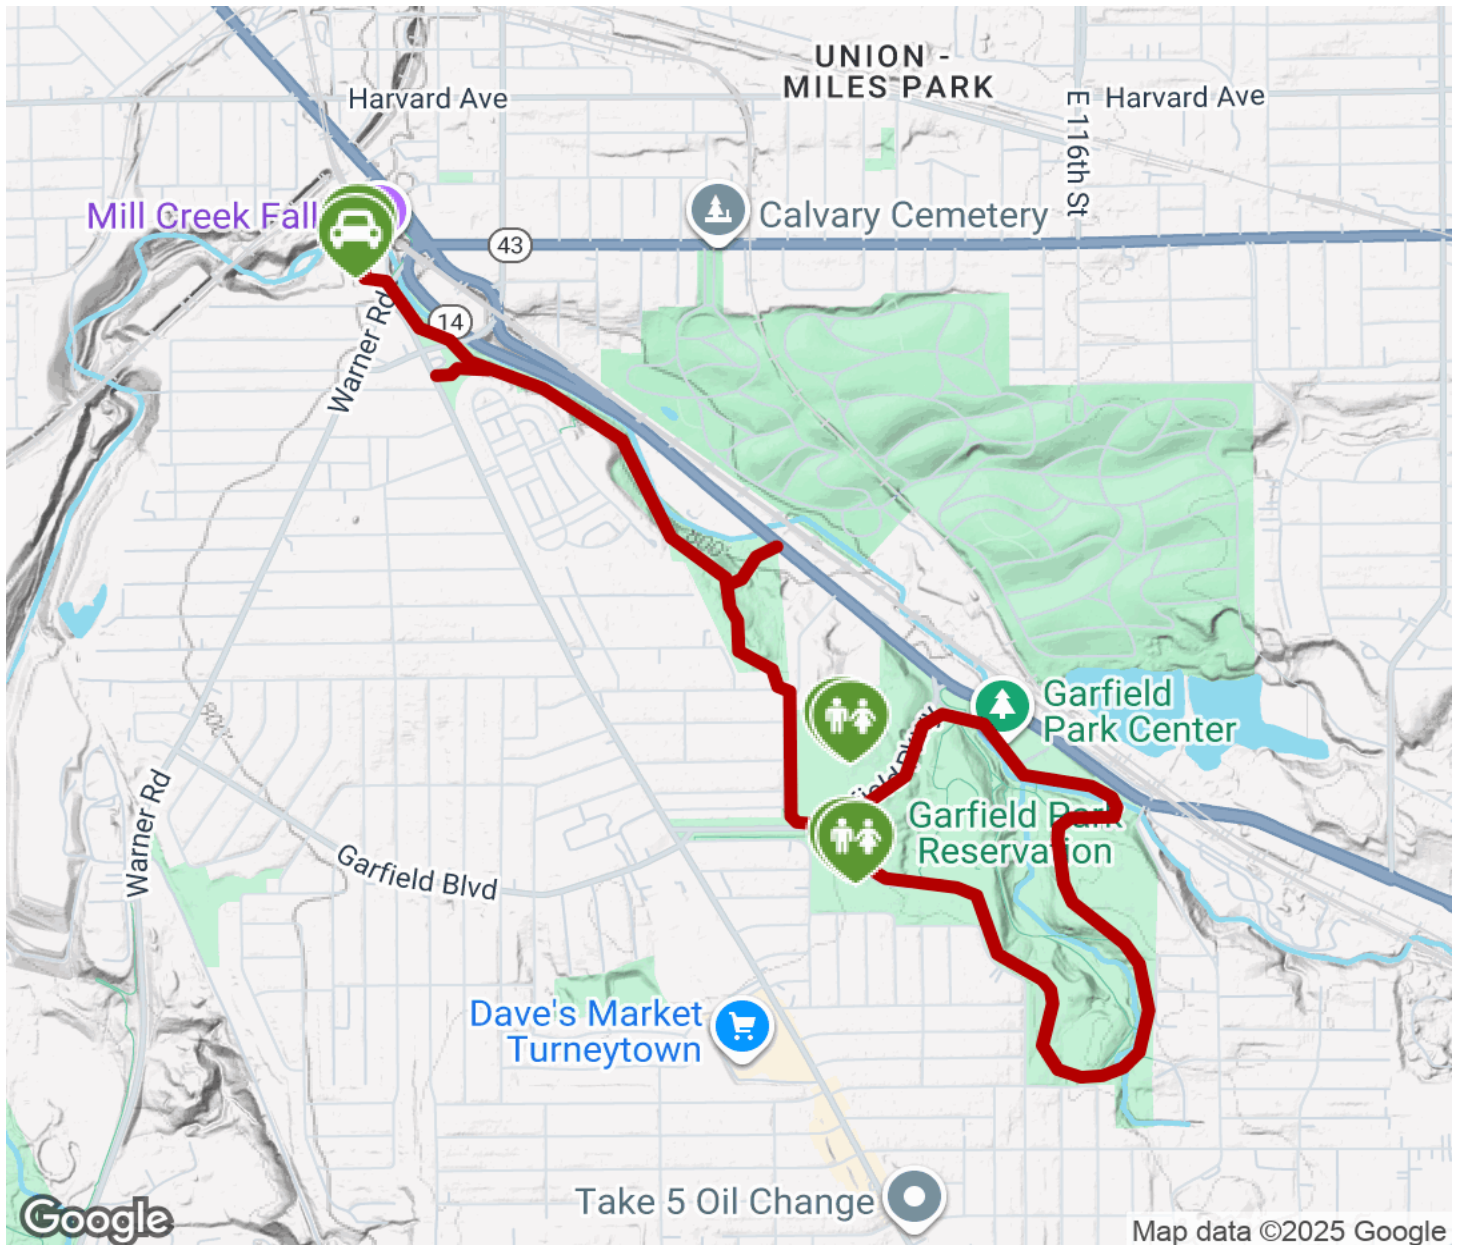 UNION -
MILES PARK
Harvard Ave
Harvard Ave
E 116th St
Mill Creek Fall
Calvary Cemetery
43
14
Warner Rd
Garfield
Park Center
Garfield Park
Reservation
Warner Rd
Garfield Blvd
Dave's Market
Turneytown
Take 5 Oil Change
Google
Map data ©2025 Google